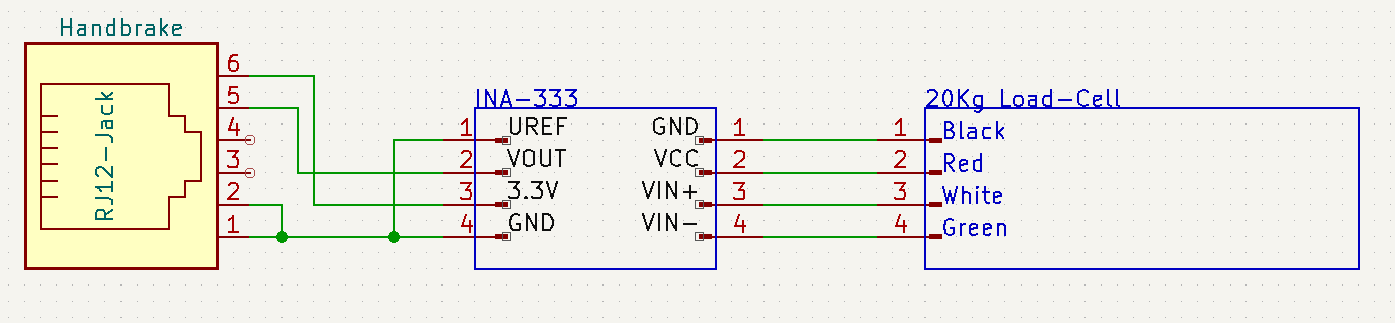 Handbrake
RJ12-Jack
6
5
4
3
2
1
INA-333
1 UREF
2 VOUT
3 3.3V
4 GND
GND 1
VCC 2
VIN+ 3
VIN- 4
20Kg Load-Cell
1 Black
2 Red
3 White
4 Green